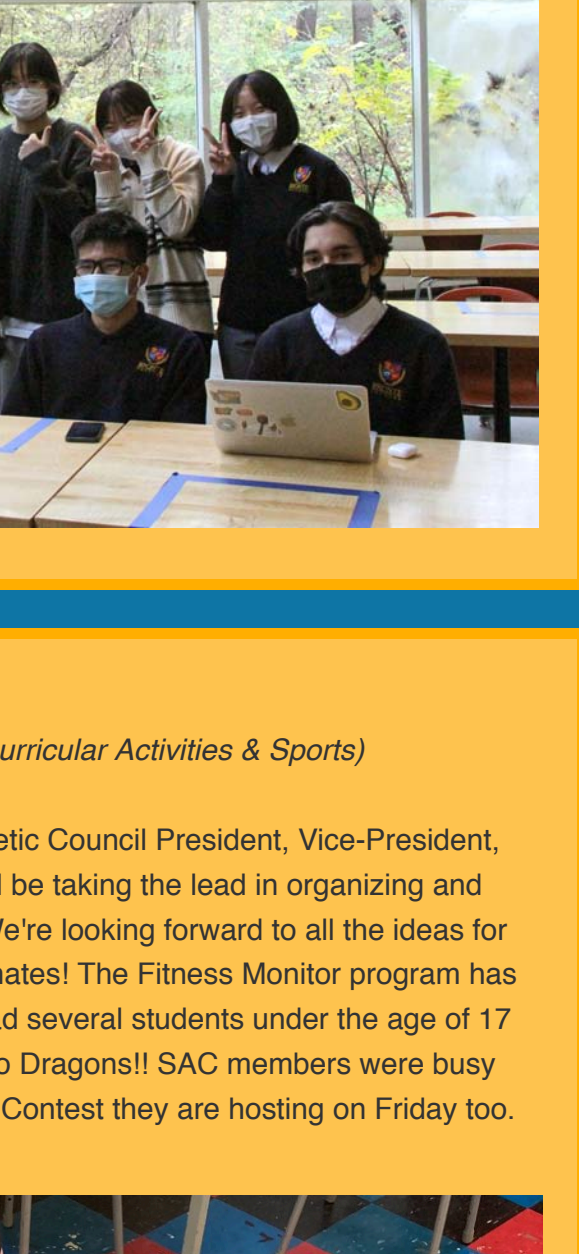 urricular Activities & Sports)
etic Council President, Vice-President,
l be taking the lead in organizing and
We're looking forward to all the ideas for
nates! The Fitness Monitor program has
ad several students under the age of 17
o Dragons!! SAC members were busy
Contest they are hosting on Friday too.